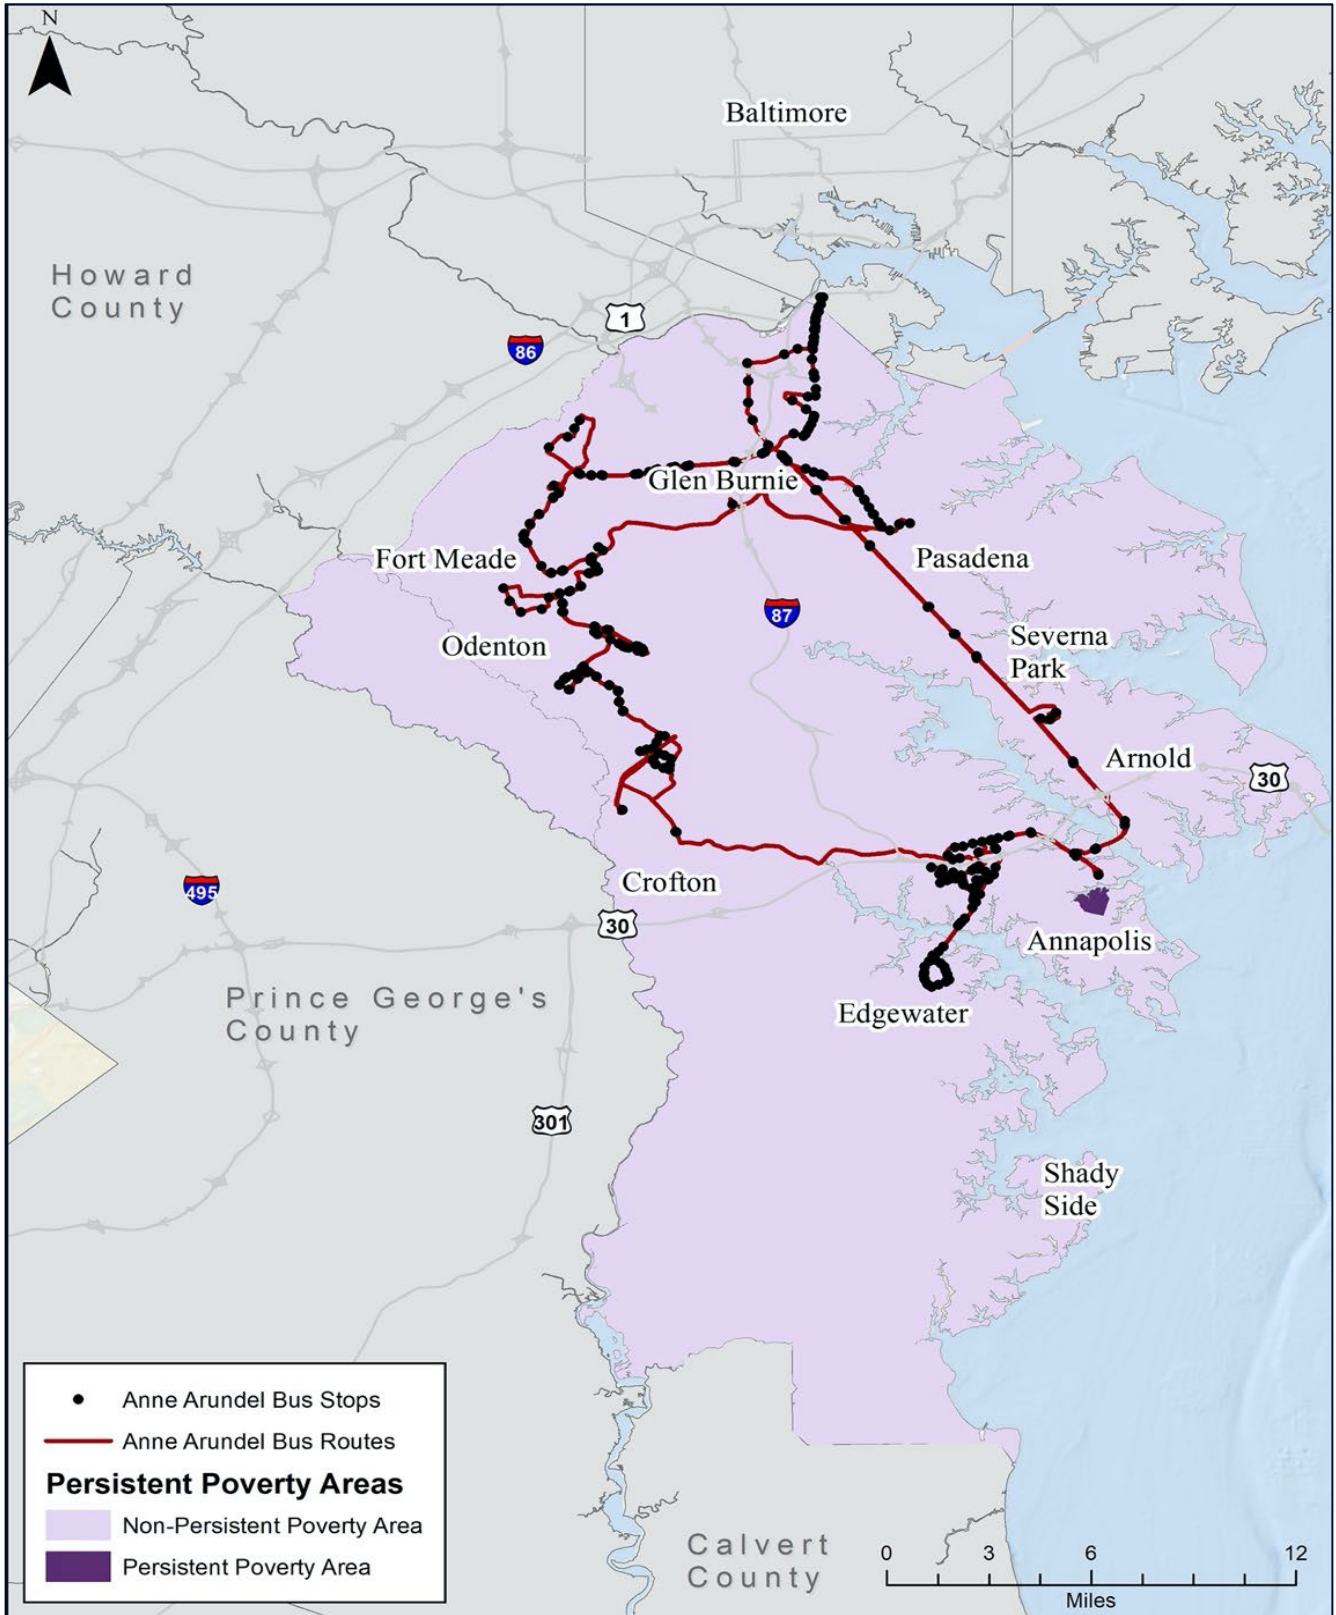 N
Baltimore
Howard
County
1
86
Glen Burnie
Fort Meade
Pasadena
87
Odenton
Severna
Park
Arnold
30
Crofton
495
30
Annapolis
Prince George's
County
Edgewater
301
Shady
Side
Anne Arundel Bus Stops
Anne Arundel Bus Routes
Persistent Poverty Areas
Non-Persistent Poverty Area
Persistent Poverty Area
Calvert
County
0 3 6 12
Miles